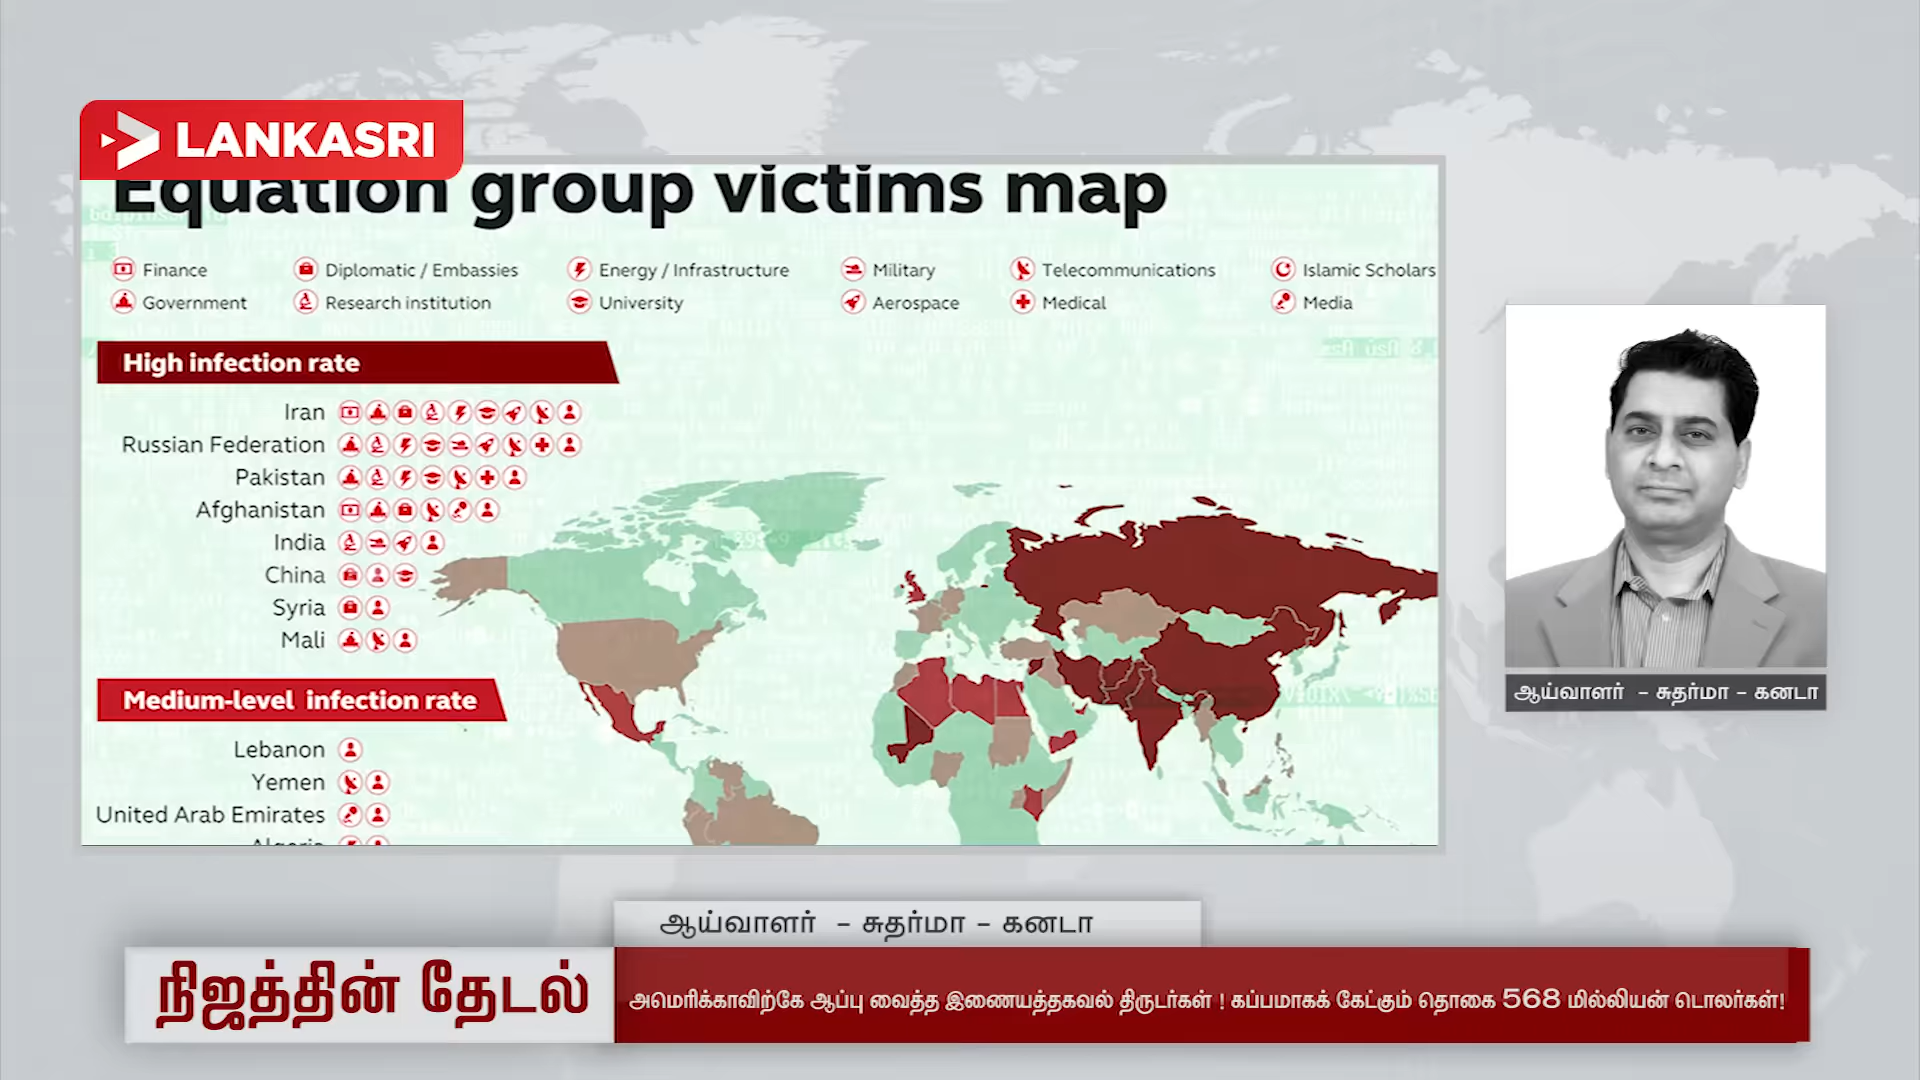 LANKASRI
Equation group victims map
Finance
Diplomatic / Embassies
Energy / Infrastructure
Military
Telecommunications
Islamic Scholars
Government
Research institution
University
Aerospace
Medical
Media
High infection rate
Iran
Russian Federation
Pakistan
Afghanistan
India
China
Syria
Mali
Medium-level infection rate
Lebanon
Yemen
United Arab Emirates
ஆய்வாளர் - சுதர்மா - கனடா
ஆய்வாளர் - சுதர்மா - கனடா
நிஜத்தின் தேடல்
அமெரிக்காவிற்கே ஆப்பு வைத்த இணையத்தகவல் திருடர்கள் ! கப்பமாகக் கேட்கும் தொகை 568 மில்லியன் டொலர்கள்!